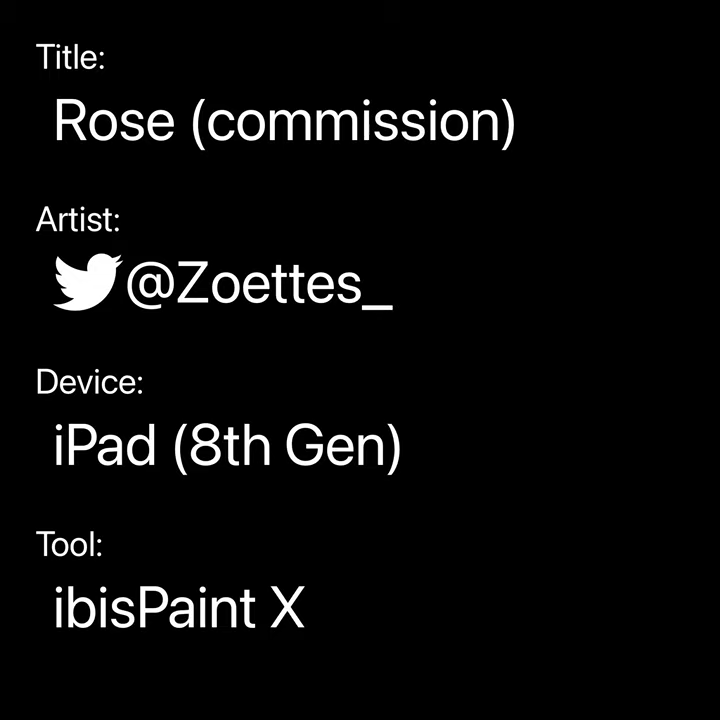 Title:
Rose (commission)
Artist:
@Zoettes_
Device:
iPad (8th Gen)
Tool:
ibisPaint X